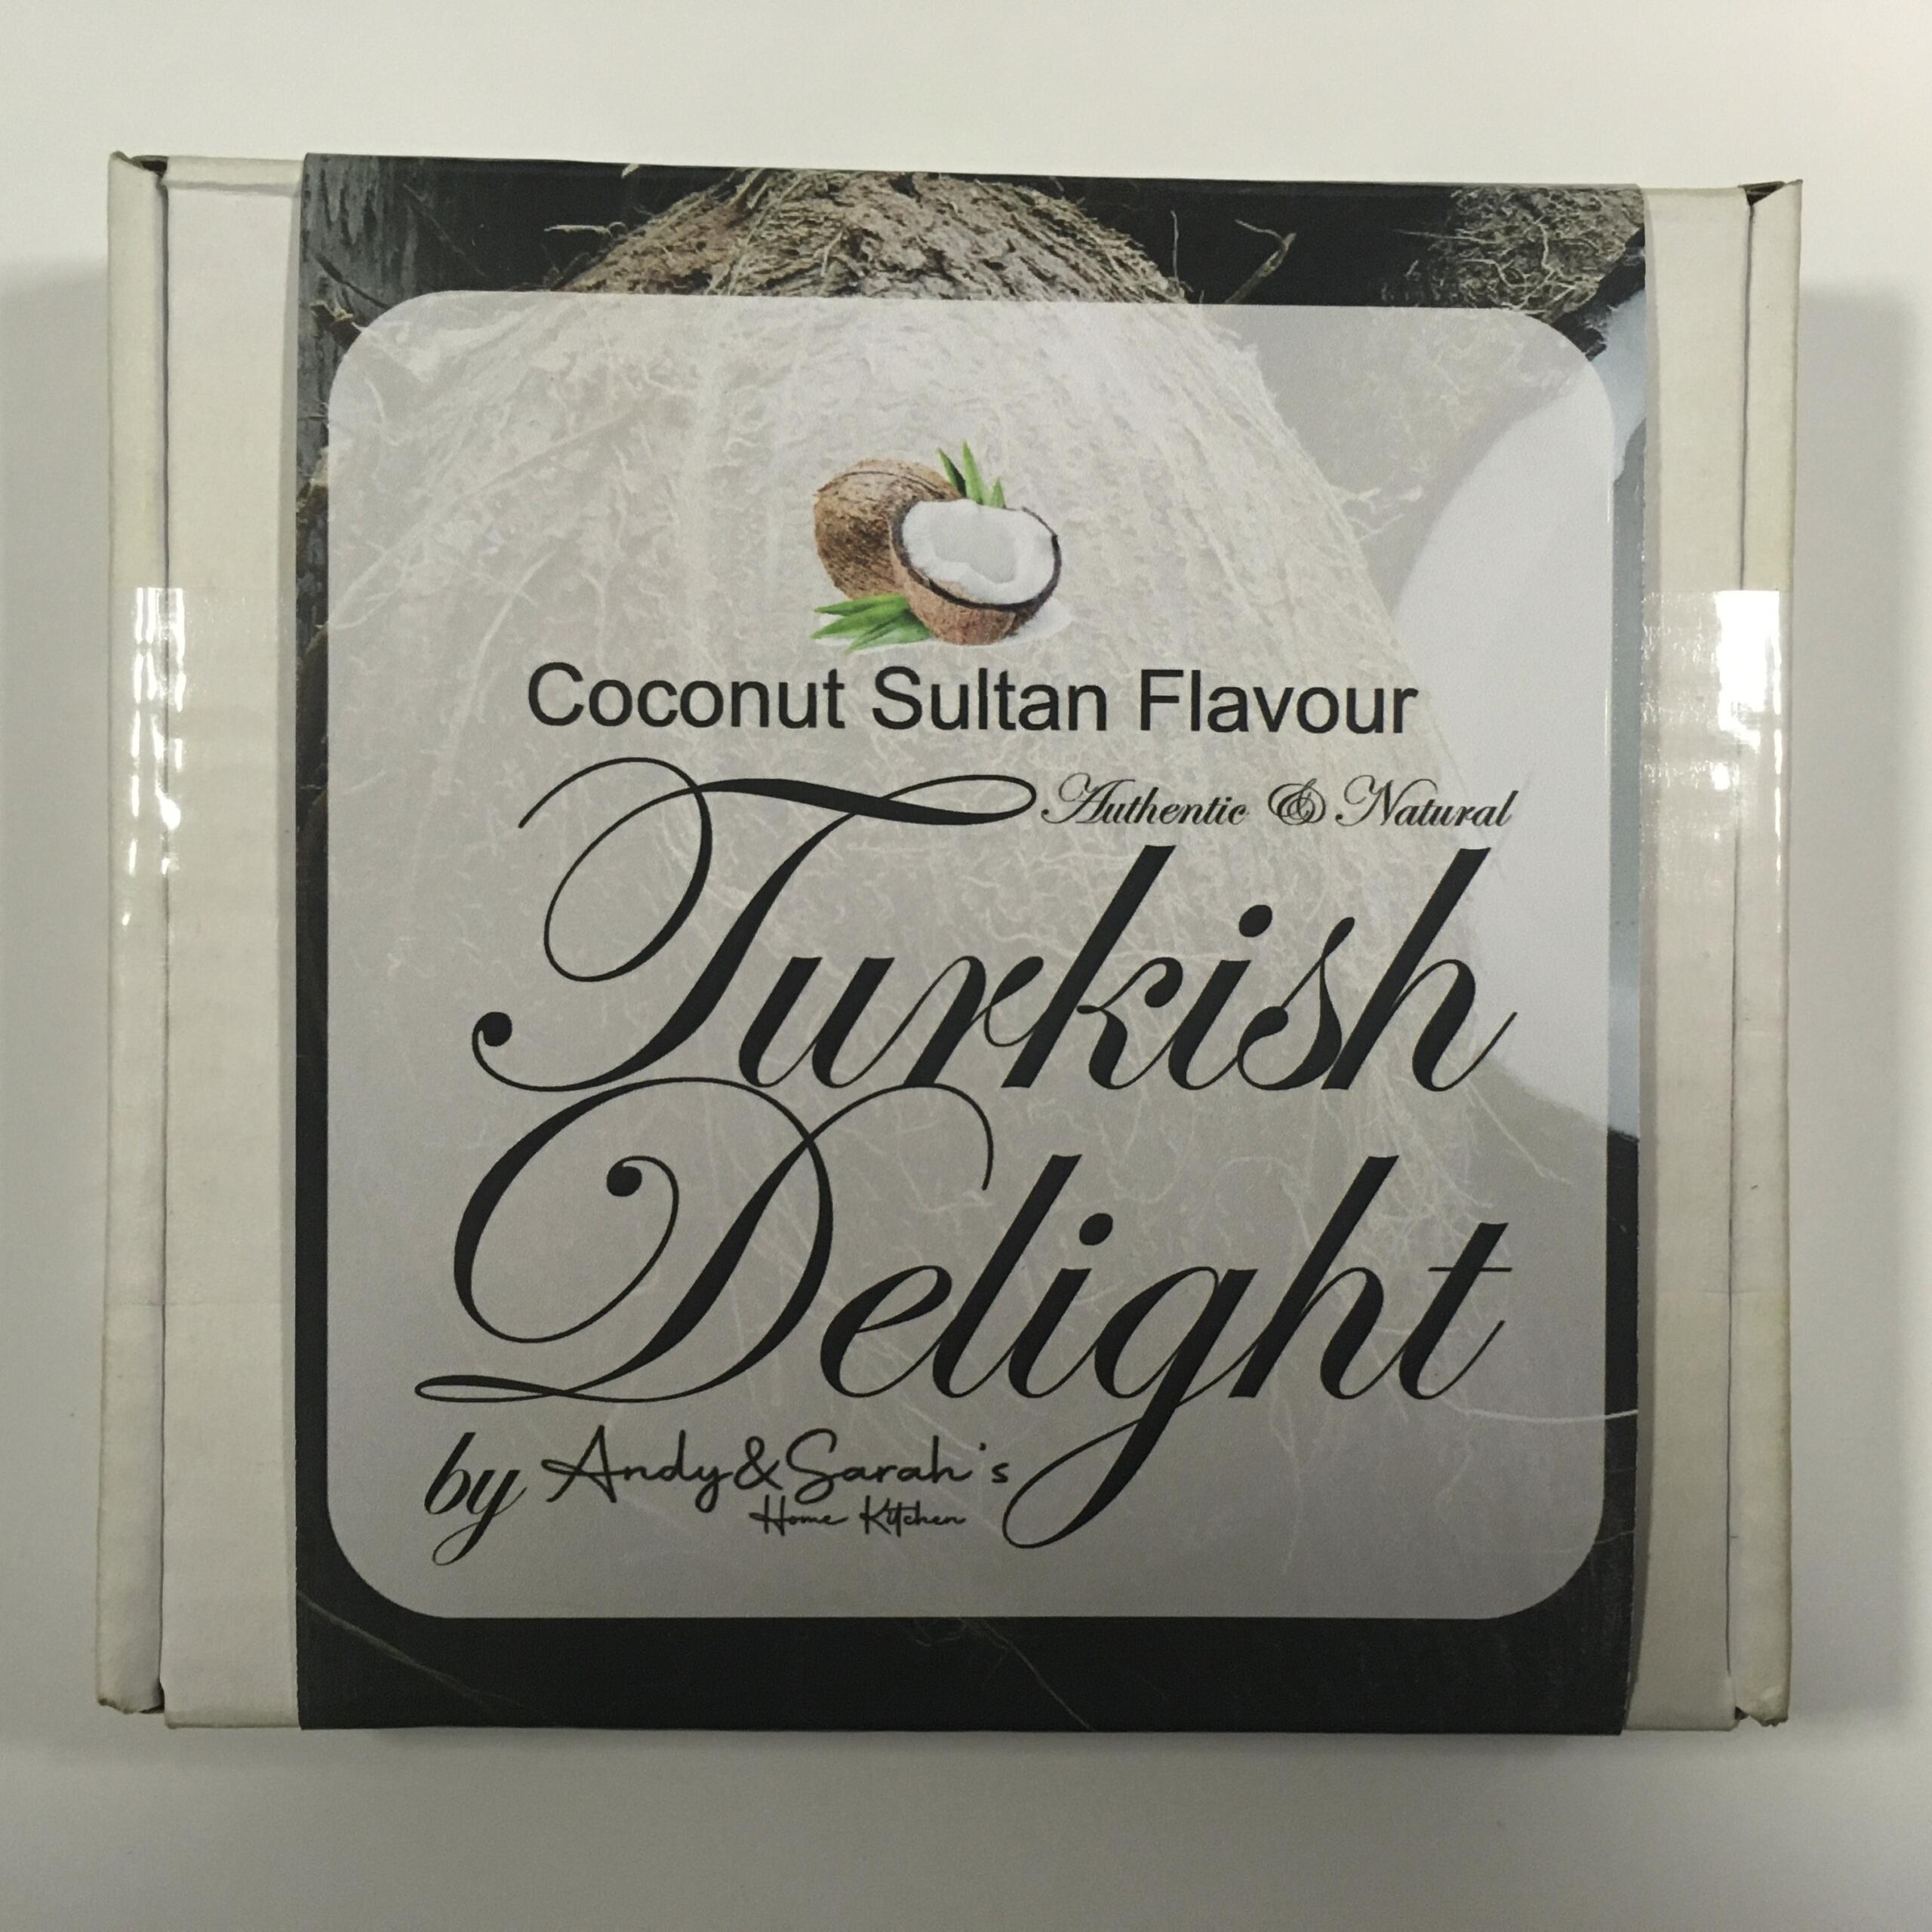 Coconut Sultan Flavour
Authentic & Natural
Turkish
Delight
by Andy & Sarah's
Home Kitchen